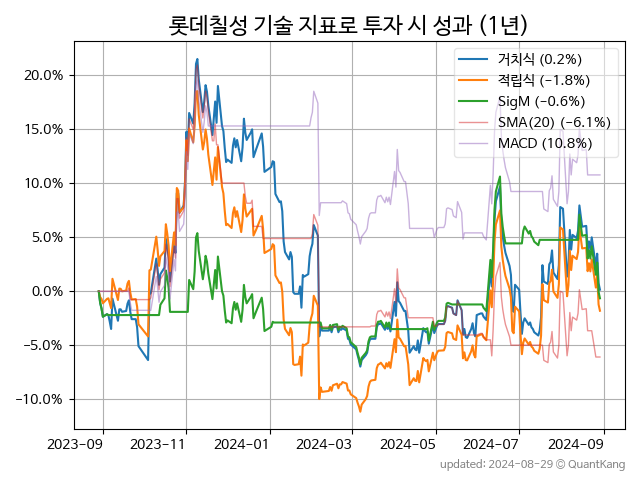 롯데칠성 기술 지표로 투자 시 성과 (1년)
거치식 (0.2%)
적립식 (−1.8%)
SigM (−0.6%)
SMA(20) (−6.1%)
MACD (10.8%)
20.0%
15.0%
10.0%
5.0%
0.0%
−5.0%
−10.0%
2023-09 2023-11 2024-01 2024-03 2024-05 2024-07 2024-09
updated: 2024-08-29 © QuantKang